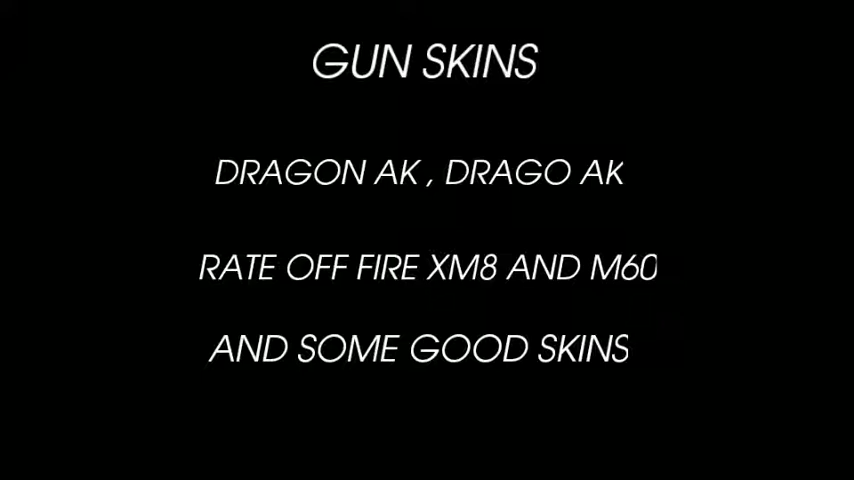 GUN SKINS
DRAGON AK , DRAGO AK
RATE OFF FIRE XM8 AND M60
AND SOME GOOD SKINS